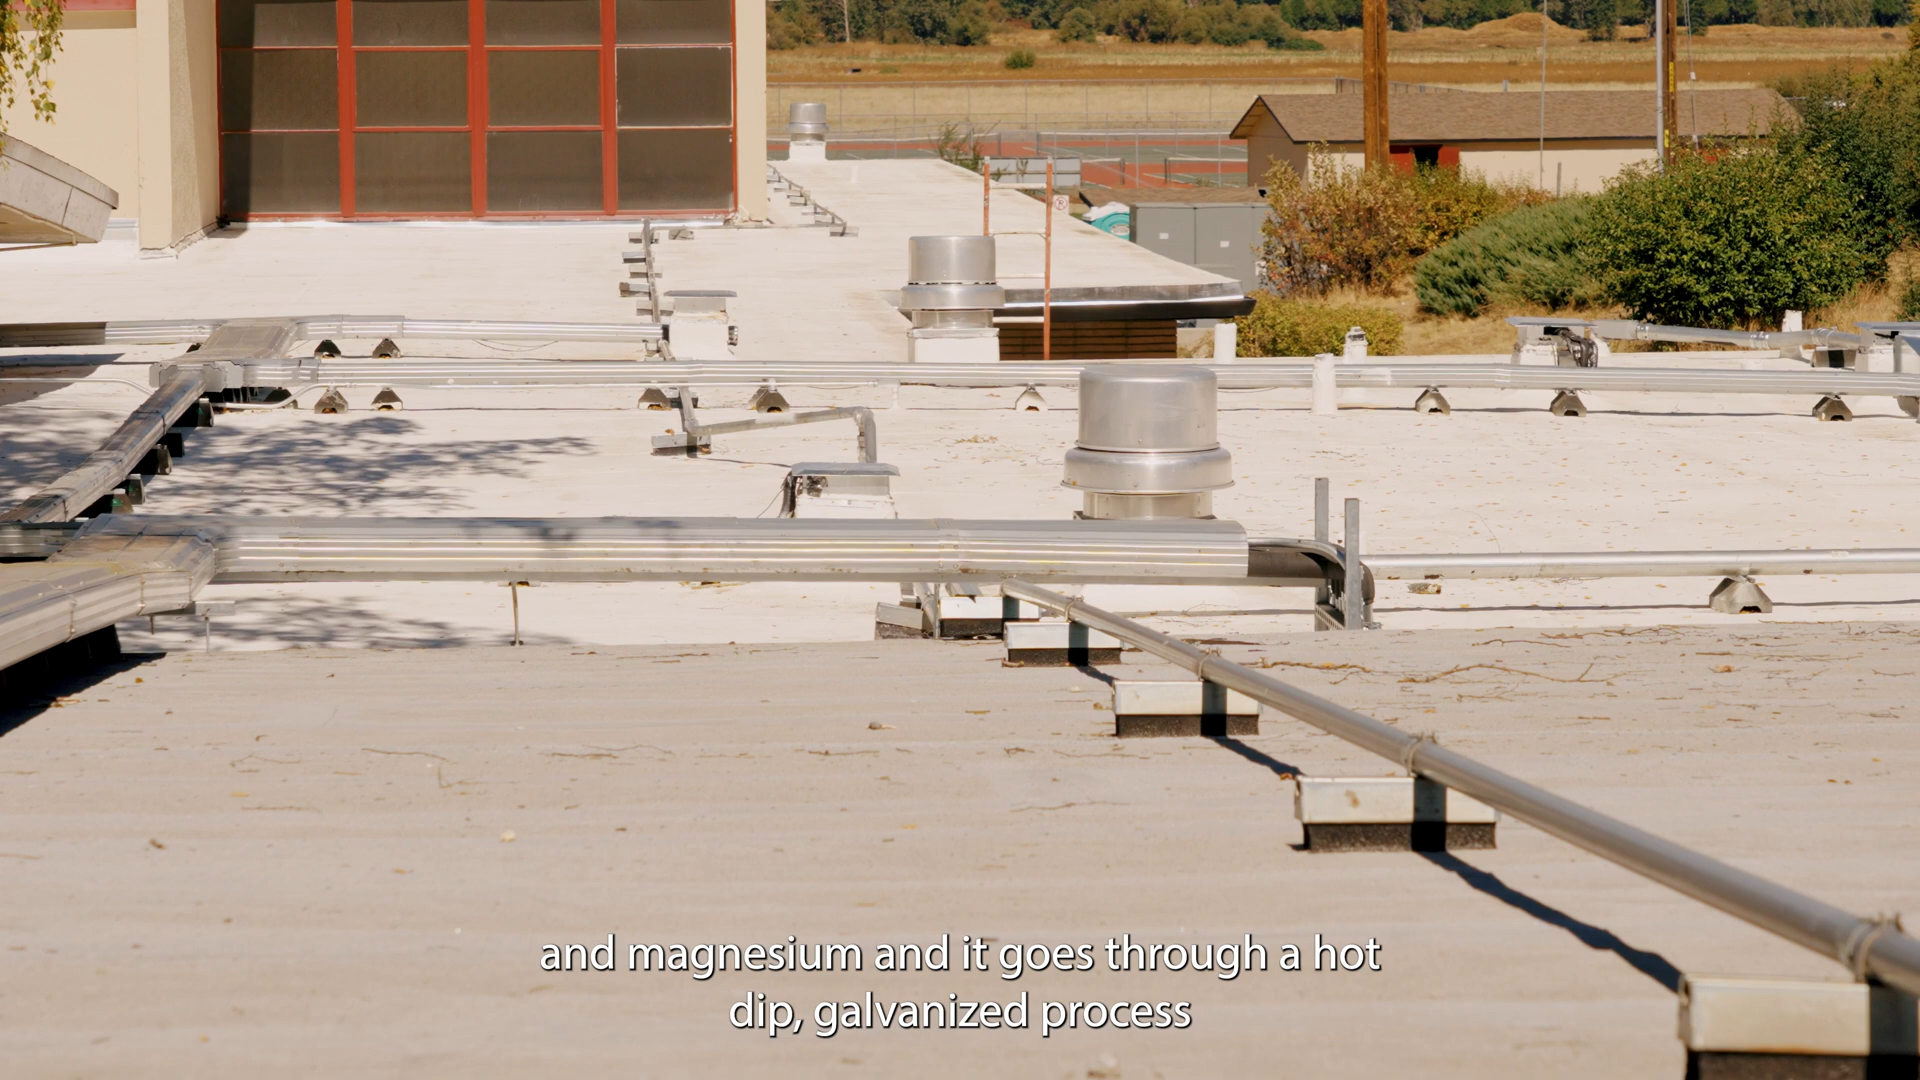 and magnesium and it goes through a hot
dip, galvanized process